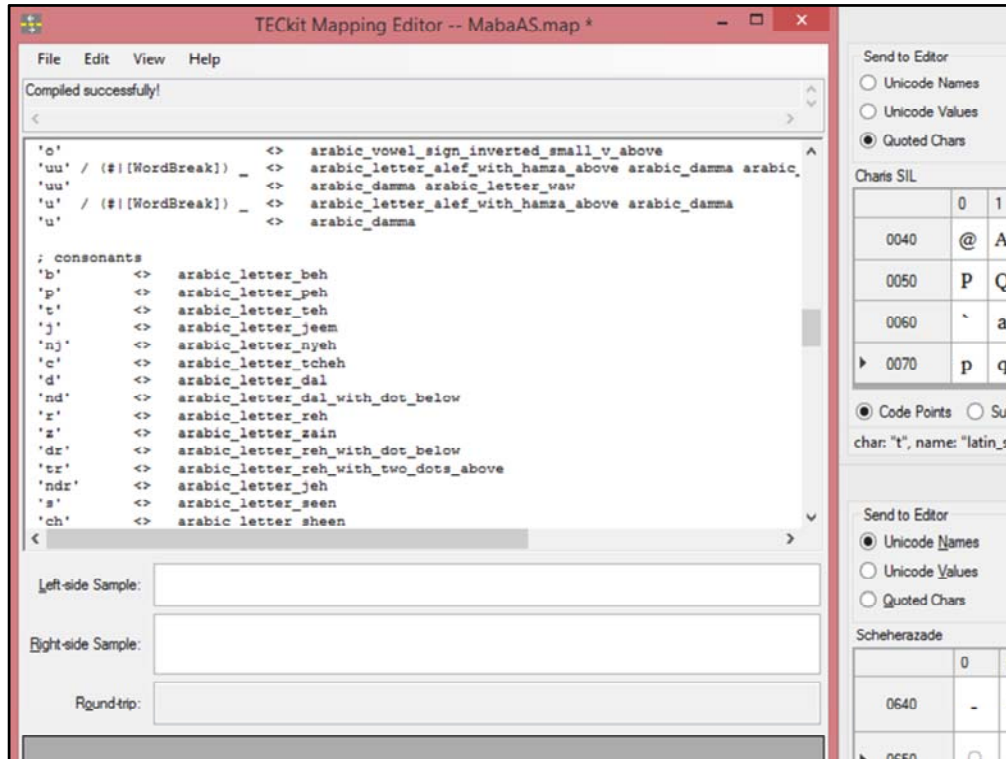 TECkit Mapping Editor -- MabaAS.map *
File Edit View Help
Compiled successfully!
'o' <> arabic_vowel_sign_inverted_small_v_above
'uu' / (#|[WordBreak]) _ <> arabic_letter_alef_with_hamza_above arabic_damma arabic_
'uu' <> arabic_damma arabic_letter_waw
'u' / (#|[WordBreak]) _ <> arabic_letter_alef_with_hamza_above arabic_damma
'u' <> arabic_damma
; consonants
'b' <> arabic_letter_beh
'p' <> arabic_letter_peh
't' <> arabic_letter_teh
'j' <> arabic_letter_jeem
'nj' <> arabic_letter_nyeh
'c' <> arabic_letter_tcheh
'd' <> arabic_letter_dal
'nd' <> arabic_letter_dal_with_dot_below
'r' <> arabic_letter_reh
'z' <> arabic_letter_zain
'dr' <> arabic_letter_reh_with_dot_below
'tr' <> arabic_letter_reh_with_two_dots_above
'ndr' <> arabic_letter_jeh
's' <> arabic_letter_seen
'ch' <> arabic_letter_sheen
Left-side Sample:
Right-side Sample:
Round-trip:
Send to Editor
Unicode Names
Unicode Values
Quoted Chars
Charis SIL
0 1
0040 @ A
0050 P Q
0060 ` a
0070 p q
Code Points Su
char: "t", name: "latin_s
Send to Editor
Unicode Names
Unicode Values
Quoted Chars
Scheherazade
0
0640 -
0650